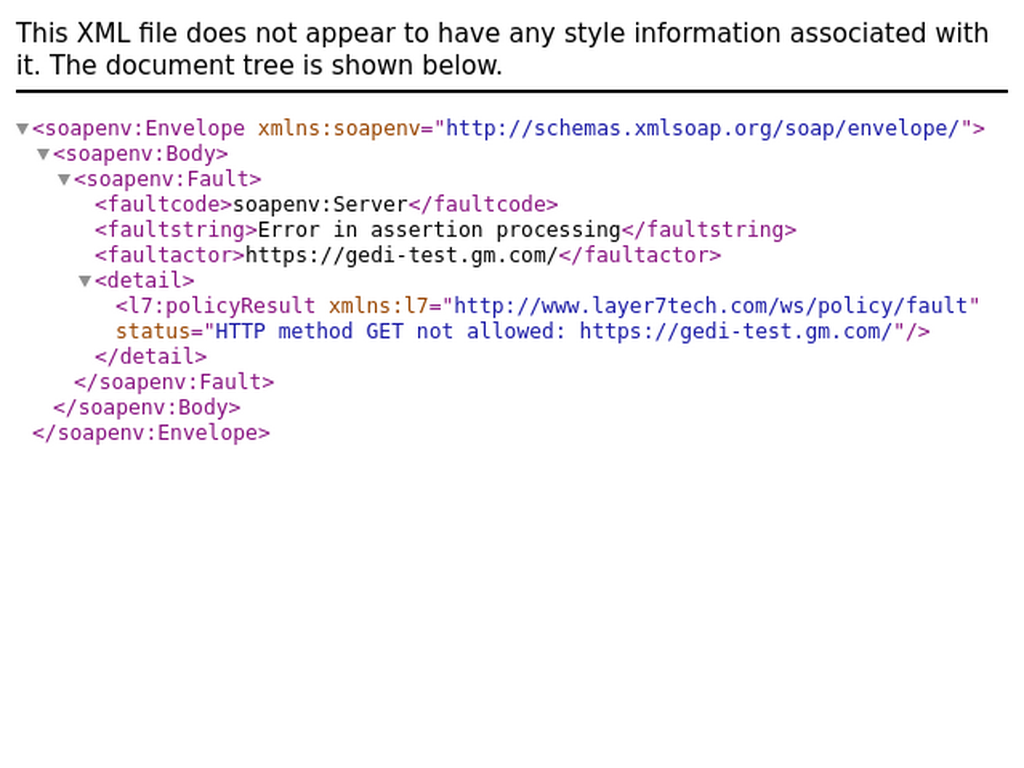 This XML file does not appear to have any style information associated with
it. The document tree is shown below.
▼<soapenv:Envelope xmlns:soapenv="http://schemas.xmlsoap.org/soap/envelope/">
▼<soapenv:Body>
▼<soapenv:Fault>
<faultcode>soapenv:Server</faultcode>
<faultstring>Error in assertion processing</faultstring>
<faultactor>https://gedi-test.gm.com/</faultactor>
▼<detail>
<l7:policyResult xmlns:l7="http://www.layer7tech.com/ws/policy/fault"
status="HTTP method GET not allowed: https://gedi-test.gm.com/"/>
</detail>
</soapenv:Fault>
</soapenv:Body>
</soapenv:Envelope>